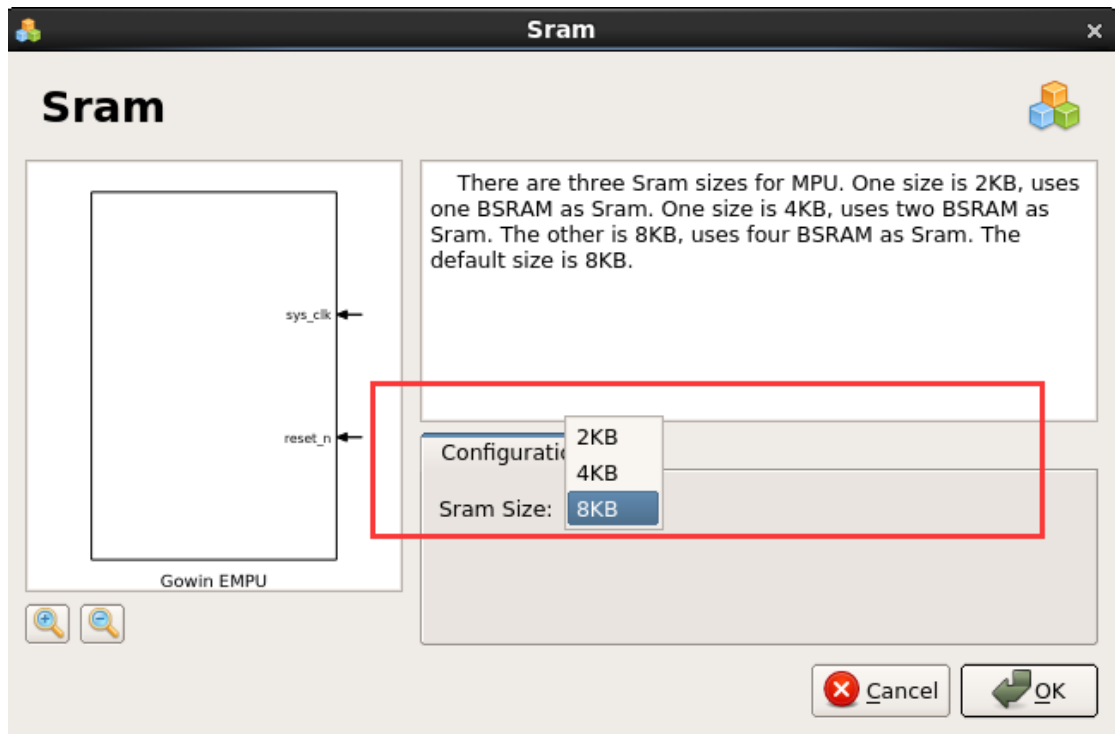 Sram
Sram
There are three Sram sizes for MPU. One size is 2KB, uses
one BSRAM as Sram. One size is 4KB, uses two BSRAM as
Sram. The other is 8KB, uses four BSRAM as Sram. The
default size is 8KB.
sys_clk
reset_n
Gowin EMPU
2KB
4KB
Sram Size: 8KB
Cancel
OK